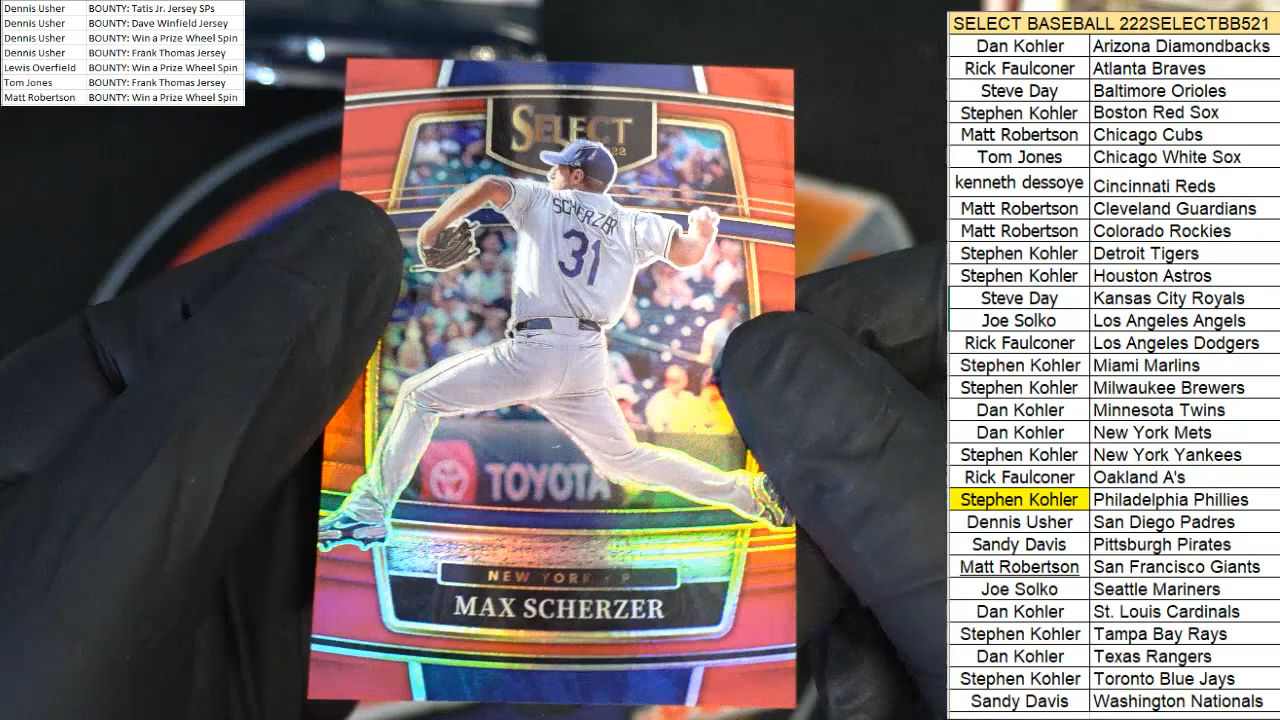 Dennis Usher BOUNTY: Tatis Jr. Jersey SPs
Dennis Usher BOUNTY: Dave Winfield Jersey
Dennis Usher BOUNTY: Win a Prize Wheel Spin
Dennis Usher BOUNTY: Frank Thomas Jersey
Lewis Overfield BOUNTY: Win a Prize Wheel Spin
Tom Jones BOUNTY: Frank Thomas Jersey
Matt Robertson BOUNTY: Win a Prize Wheel Spin
SELECT
SCHERZER
31
TOYOTA
NEW YORK • P
MAX SCHERZER
SELECT BASEBALL 222SELECTBB521
Dan Kohler Arizona Diamondbacks
Rick Faulconer Atlanta Braves
Steve Day Baltimore Orioles
Stephen Kohler Boston Red Sox
Matt Robertson Chicago Cubs
Tom Jones Chicago White Sox
kenneth dessoye Cincinnati Reds
Matt Robertson Cleveland Guardians
Matt Robertson Colorado Rockies
Stephen Kohler Detroit Tigers
Stephen Kohler Houston Astros
Steve Day Kansas City Royals
Joe Solko Los Angeles Angels
Rick Faulconer Los Angeles Dodgers
Stephen Kohler Miami Marlins
Stephen Kohler Milwaukee Brewers
Dan Kohler Minnesota Twins
Dan Kohler New York Mets
Stephen Kohler New York Yankees
Rick Faulconer Oakland A's
Stephen Kohler Philadelphia Phillies
Dennis Usher San Diego Padres
Sandy Davis Pittsburgh Pirates
Matt Robertson San Francisco Giants
Joe Solko Seattle Mariners
Dan Kohler St. Louis Cardinals
Stephen Kohler Tampa Bay Rays
Dan Kohler Texas Rangers
Stephen Kohler Toronto Blue Jays
Sandy Davis Washington Nationals